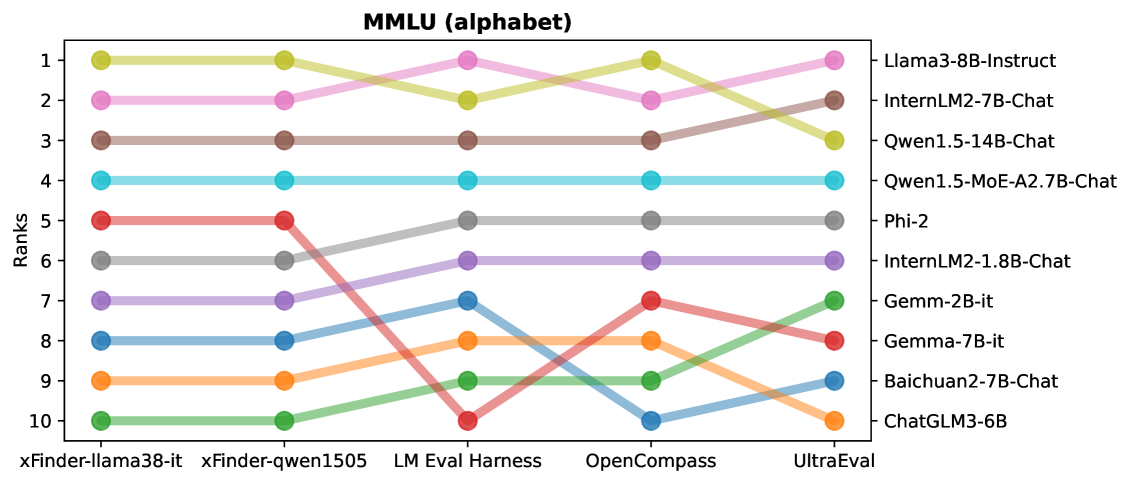 MMLU (alphabet)
Ranks
1
2
3
4
5
6
7
8
9
10
Llama3-8B-Instruct
InternLM2-7B-Chat
Qwen1.5-14B-Chat
Qwen1.5-MoE-A2.7B-Chat
Phi-2
InternLM2-1.8B-Chat
Gemm-2B-it
Gemma-7B-it
Baichuan2-7B-Chat
ChatGLM3-6B
xFinder-llama38-it
xFinder-qwen1505
LM Eval Harness
OpenCompass
UltraEval